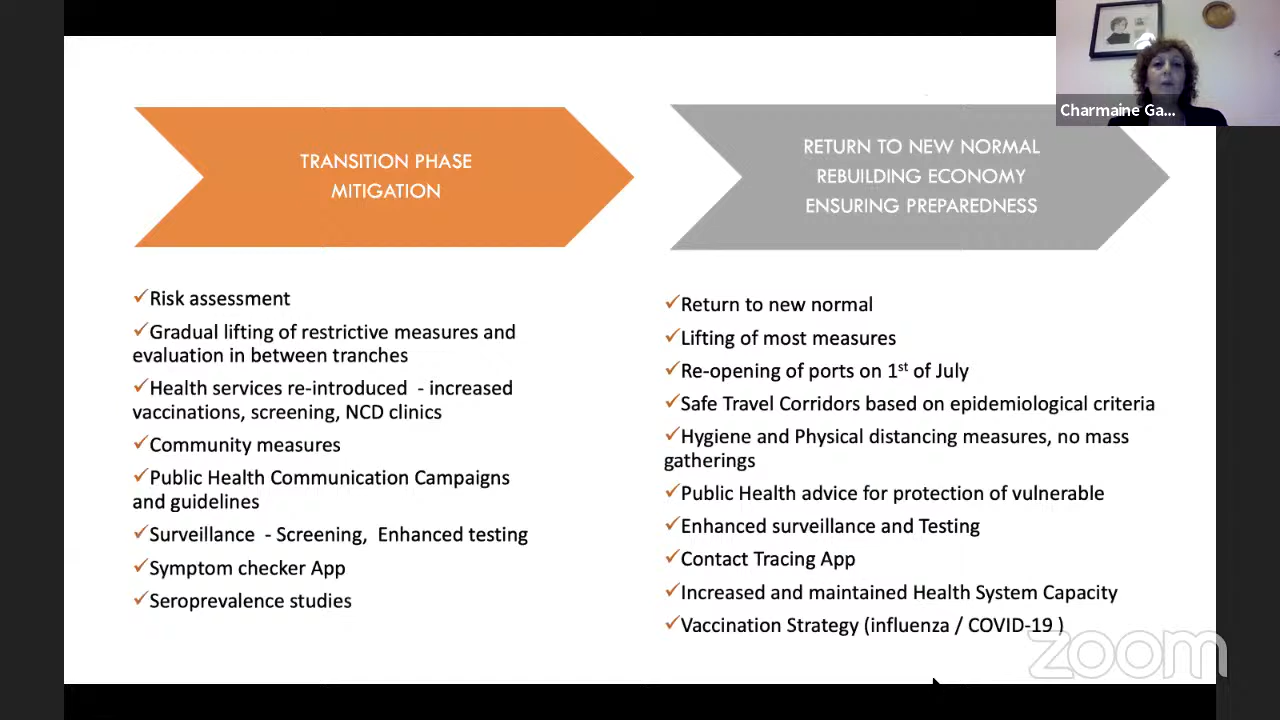 Charmaine Ga...
TRANSITION PHASE
MITIGATION
✓Risk assessment
✓Gradual lifting of restrictive measures and
evaluation in between tranches
✓Health services re-introduced - increased
vaccinations, screening, NCD clinics
✓Community measures
✓Public Health Communication Campaigns
and guidelines
✓Surveillance - Screening, Enhanced testing
✓Symptom checker App
✓Seroprevalence studies
RETURN TO NEW NORMAL
REBUILDING ECONOMY
ENSURING PREPAREDNESS
✓Return to new normal
✓Lifting of most measures
✓Re-opening of ports on 1st of July
✓Safe Travel Corridors based on epidemiological criteria
✓Hygiene and Physical distancing measures, no mass
gatherings
✓Public Health advice for protection of vulnerable
✓Enhanced surveillance and Testing
✓Contact Tracing App
✓Increased and maintained Health System Capacity
✓Vaccination Strategy (influenza / COVID-19 )
zoom